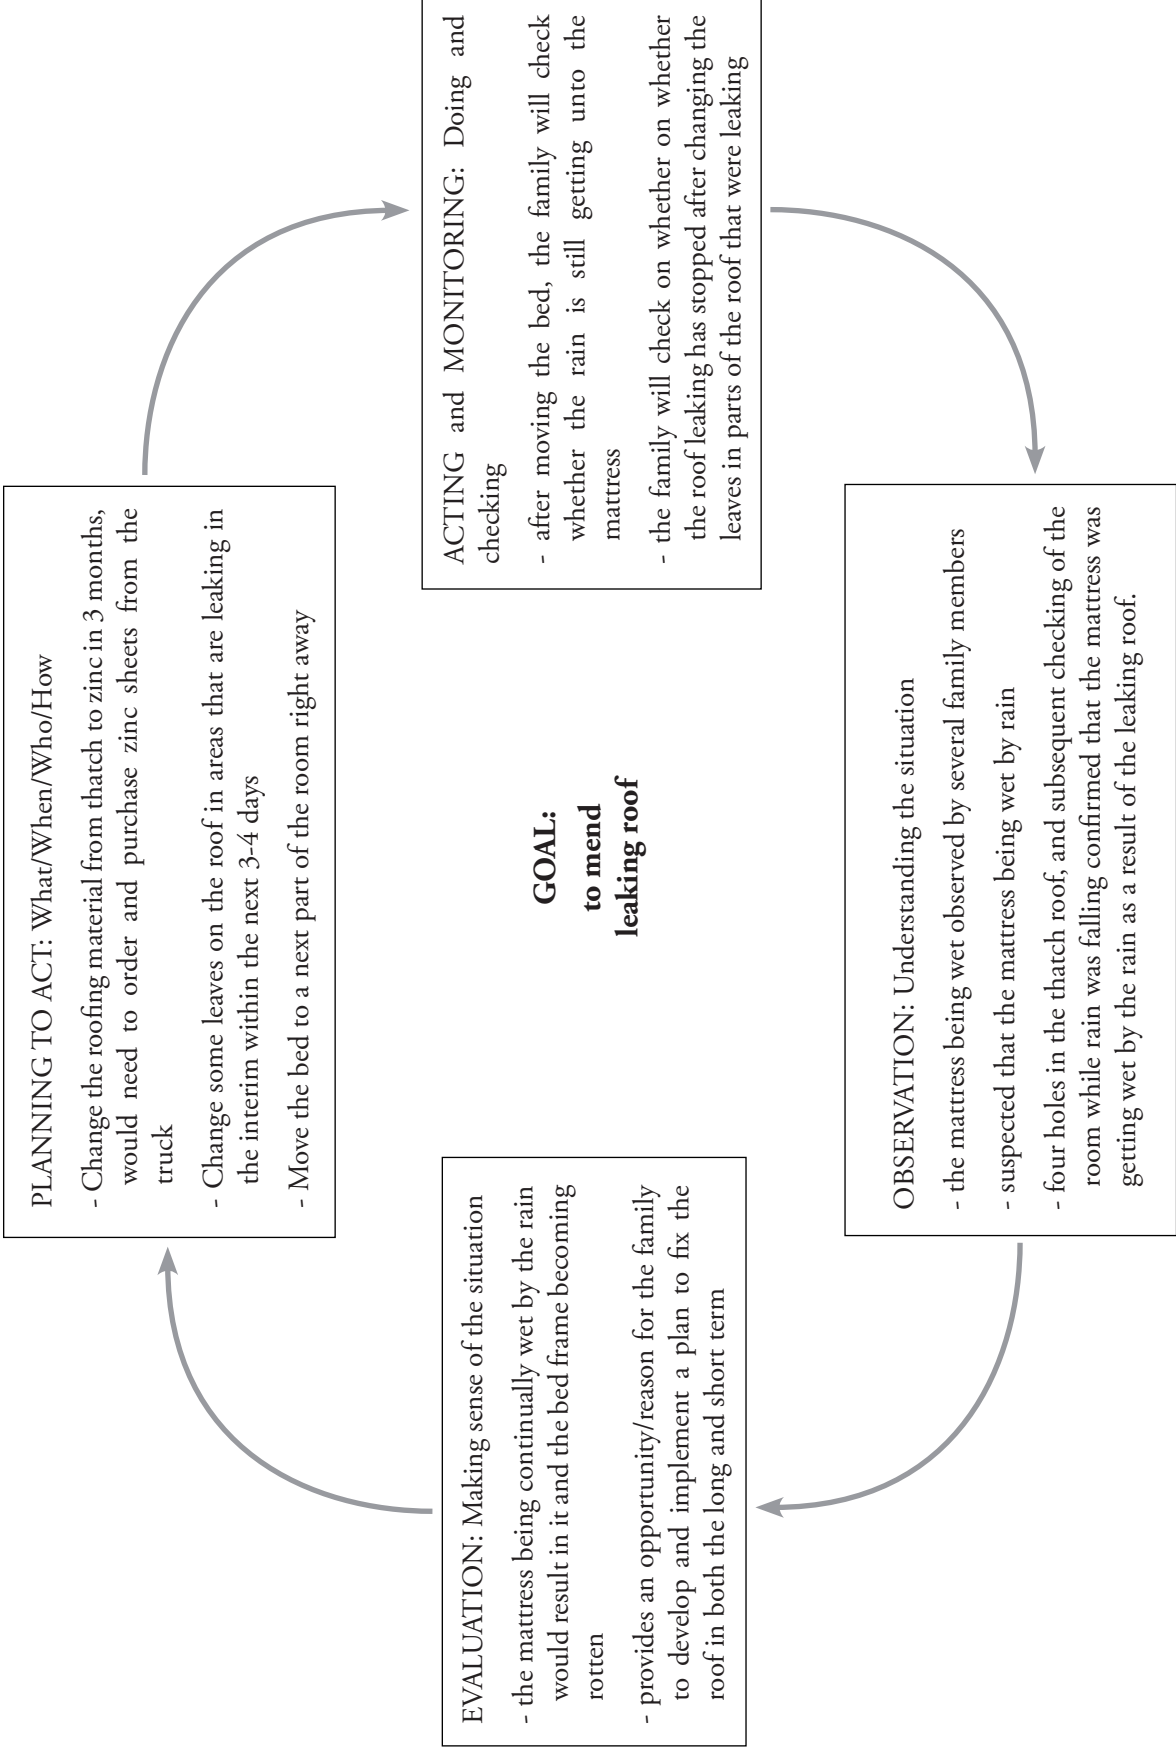 PLANNING TO ACT: What/When/Who/How
- Change the roofing material from thatch to zinc in 3 months,
would need to order and purchase zinc sheets from the
truck
- Change some leaves on the roof in areas that are leaking in
the interim within the next 3-4 days
- Move the bed to a next part of the room right away
ACTING and MONITORING: Doing and
checking
- after moving the bed, the family will check
whether the rain is still getting unto the
mattress
- the family will check on whether on whether
the roof leaking has stopped after changing the
leaves in parts of the roof that were leaking
OBSERVATION: Understanding the situation
- the mattress being wet observed by several family members
- suspected that the mattress being wet by rain
- four holes in the thatch roof, and subsequent checking of the
room while rain was falling confirmed that the mattress was
getting wet by the rain as a result of the leaking roof.
EVALUATION: Making sense of the situation
- the mattress being continually wet by the rain
would result in it and the bed frame becoming
rotten
- provides an opportunity/reason for the family
to develop and implement a plan to fix the
roof in both the long and short term
GOAL:
to mend
leaking roof